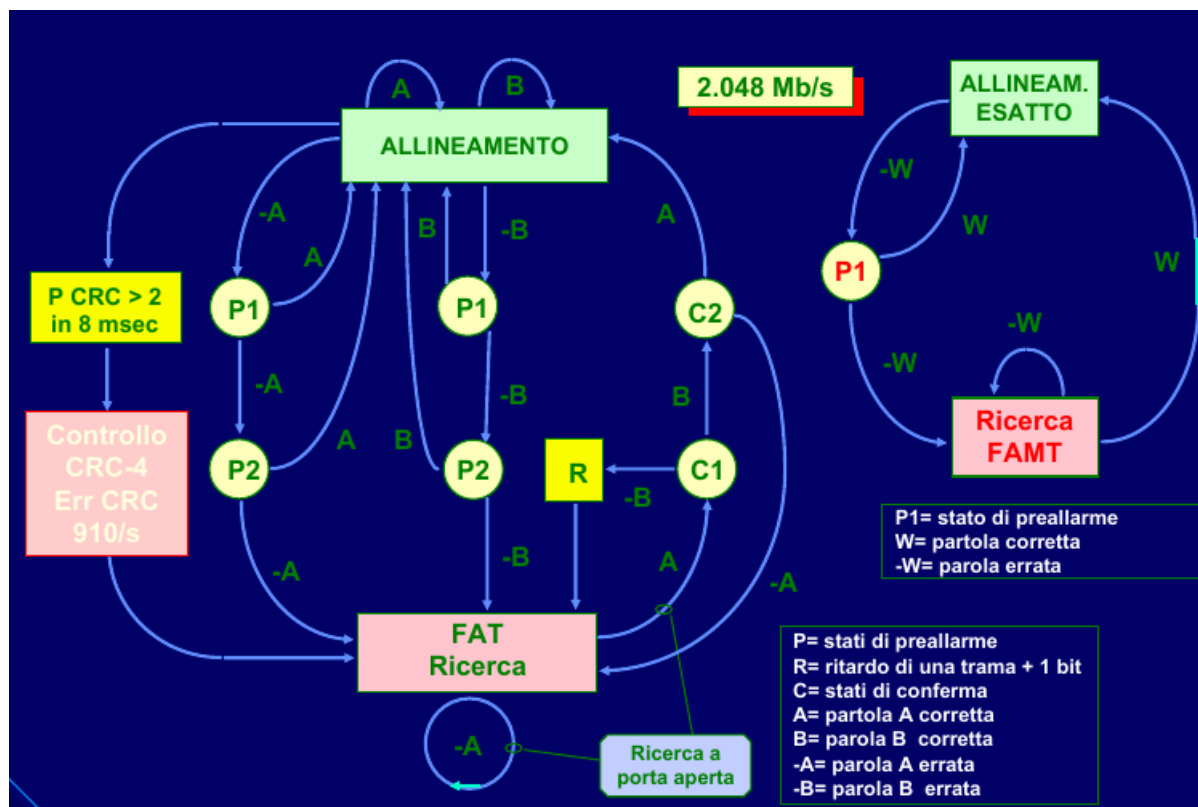 A
B
2.048 Mb/s
ALLINEAM.
ESATTO
ALLINEAMENTO
-A
A
B
-B
A
-W
W
W
P CRC > 2
in 8 msec
P1
P1
C2
P1
-A
-B
B
-W
-W
Controllo
CRC-4
Err CRC
910/s
P2
A
B
P2
R
C1
-B
Ricerca
FAMT
-A
-B
A
-A
P1= stato di preallarme
W= partola corretta
-W= parola errata
FAT
Ricerca
-A
Ricerca a
porta aperta
P= stati di preallarme
R= ritardo di una trama + 1 bit
C= stati di conferma
A= partola A corretta
B= parola B corretta
-A= parola A errata
-B= parola B errata